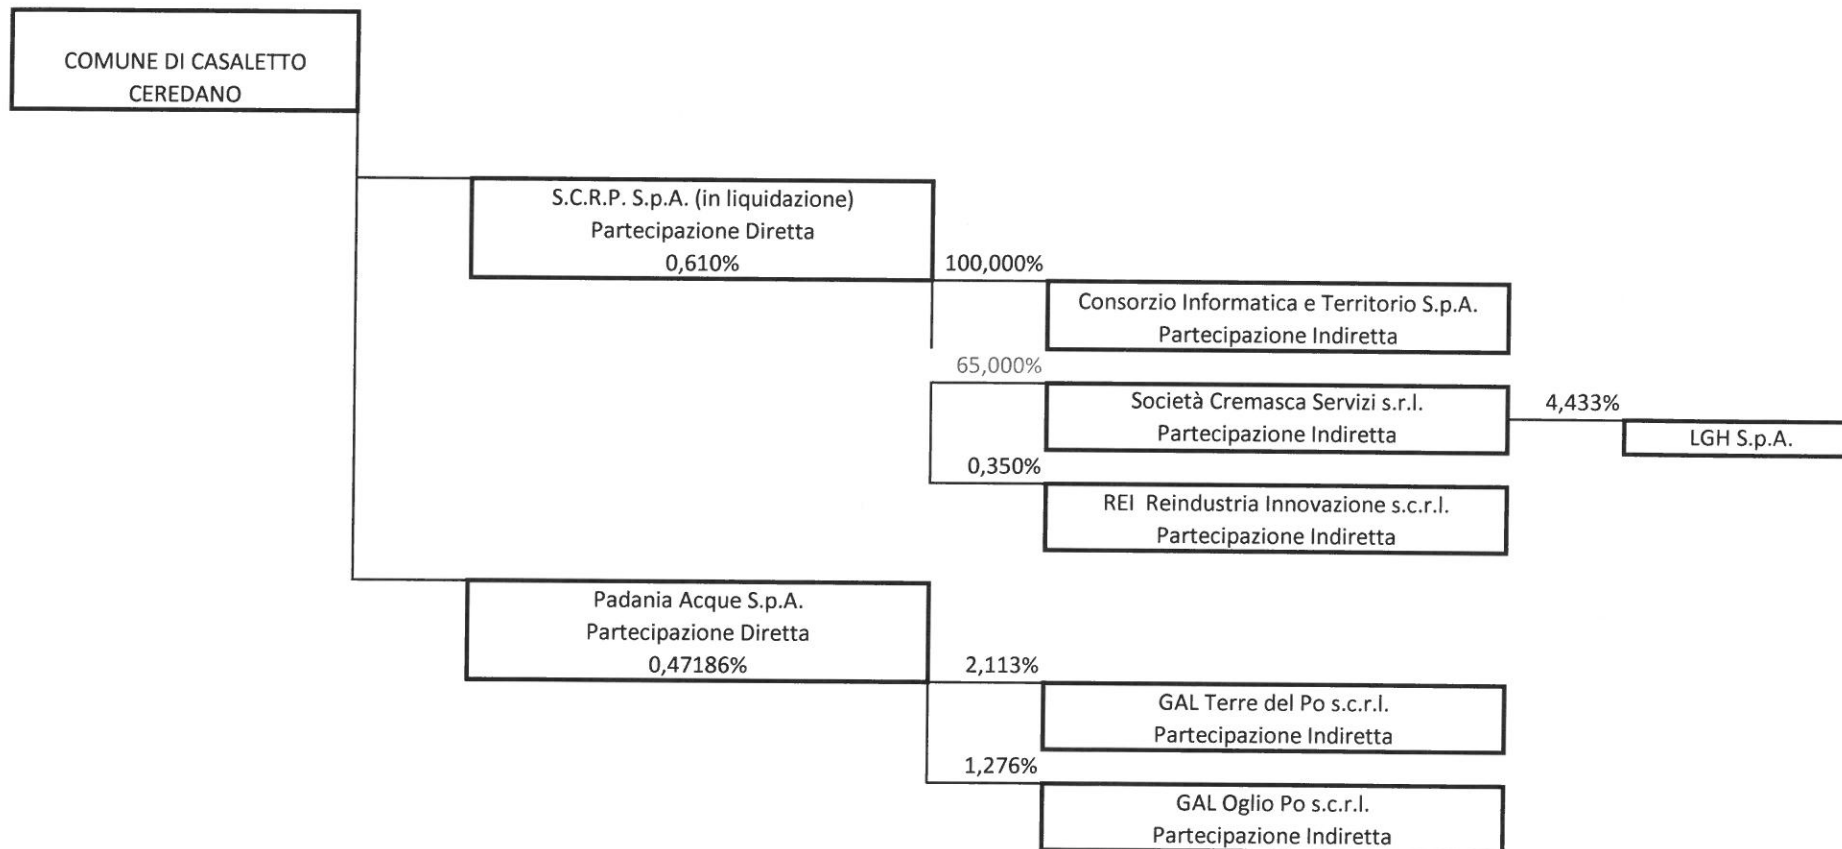 COMUNE DI CASALETTO
CEREDANO
S.C.R.P. S.p.A. (in liquidazione)
Partecipazione Diretta
0,610%
100,000%
Consorzio Informatica e Territorio S.p.A.
Partecipazione Indiretta
65,000%
Società Cremasca Servizi s.r.l.
Partecipazione Indiretta
4,433%
LGH S.p.A.
0,350%
REI Reindustria Innovazione s.c.r.l.
Partecipazione Indiretta
Padania Acque S.p.A.
Partecipazione Diretta
0,47186%
2,113%
GAL Terre del Po s.c.r.l.
Partecipazione Indiretta
1,276%
GAL Oglio Po s.c.r.l.
Partecipazione Indiretta